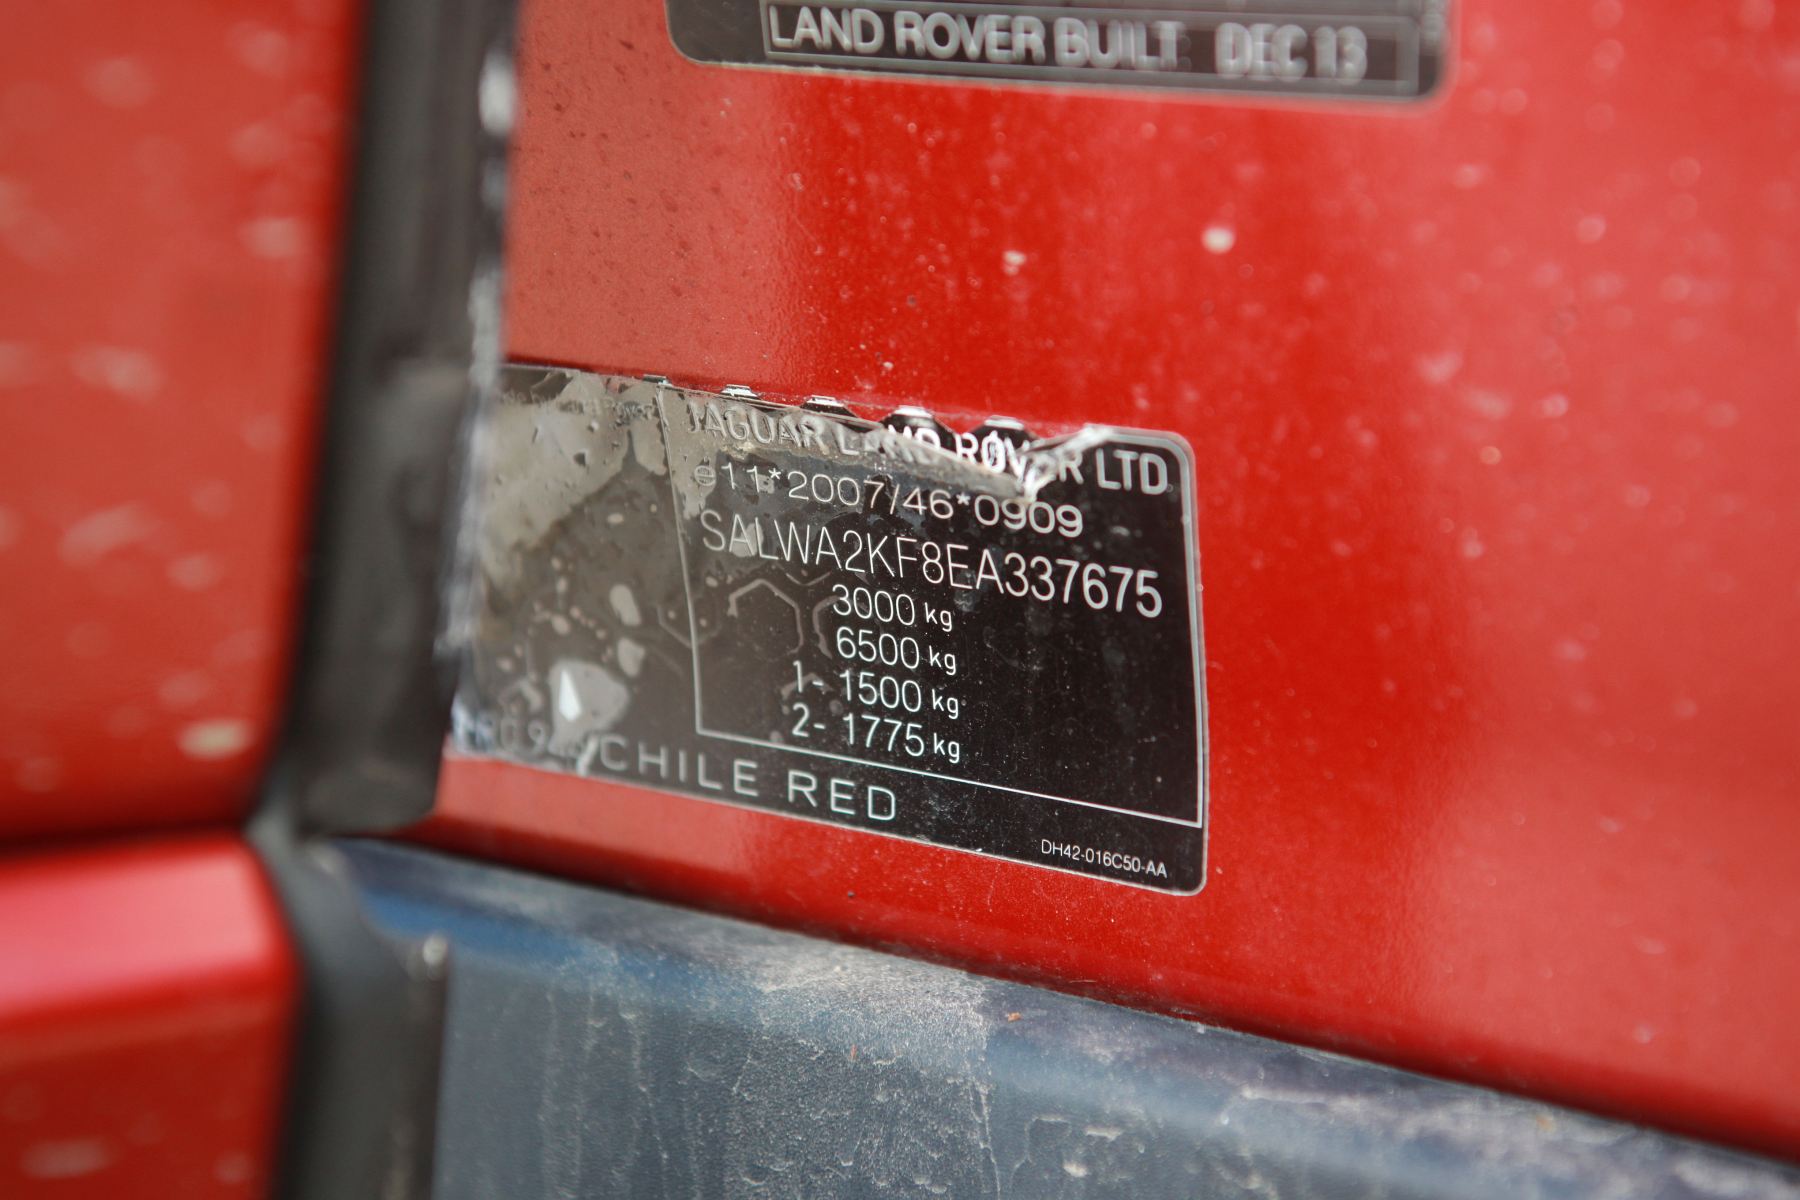 LAND ROVER BUILT DEC 13
JAGUAR LAND ROVER LTD
e11*2007/46*0909
SALWA2KF8EA337675
3000 kg
6500 kg
1- 1500 kg
2- 1775 kg
CHILE RED
DH42-016C50-AA